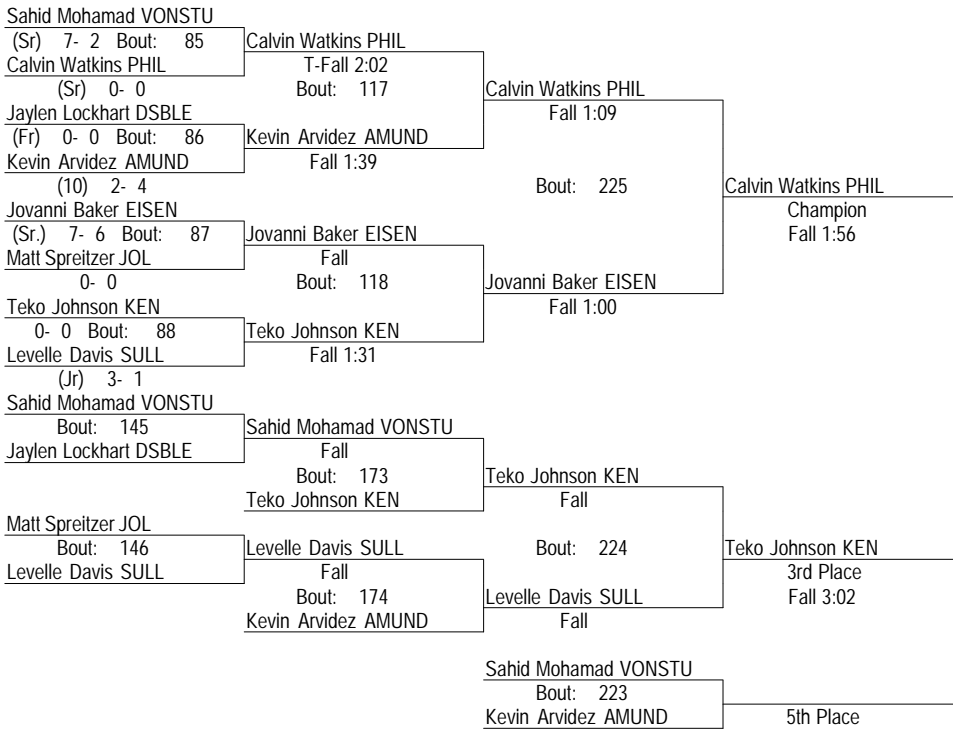 Sahid Mohamad VONSTU
(Sr) 7- 2 Bout: 85
Calvin Watkins PHIL
(Sr) 0- 0
Jaylen Lockhart DSBLE
(Fr) 0- 0 Bout: 86
Kevin Arvidez AMUND
(10) 2- 4
Jovanni Baker EISEN
(Sr.) 7- 6 Bout: 87
Matt Spreitzer JOL
0- 0
Teko Johnson KEN
0- 0 Bout: 88
Levelle Davis SULL
(Jr) 3- 1
Calvin Watkins PHIL
T-Fall 2:02
Bout: 117
Kevin Arvidez AMUND
Fall 1:39
Jovanni Baker EISEN
Fall
Bout: 118
Teko Johnson KEN
Fall 1:31
Calvin Watkins PHIL
Fall 1:09
Bout: 225
Jovanni Baker EISEN
Fall 1:00
Calvin Watkins PHIL
Champion
Fall 1:56
Sahid Mohamad VONSTU
Bout: 145
Jaylen Lockhart DSBLE
Matt Spreitzer JOL
Bout: 146
Levelle Davis SULL
Sahid Mohamad VONSTU
Fall
Bout: 173
Teko Johnson KEN
Levelle Davis SULL
Fall
Bout: 174
Kevin Arvidez AMUND
Teko Johnson KEN
Fall
Bout: 224
Levelle Davis SULL
Fall
Teko Johnson KEN
3rd Place
Fall 3:02
Sahid Mohamad VONSTU
Bout: 223
Kevin Arvidez AMUND
5th Place